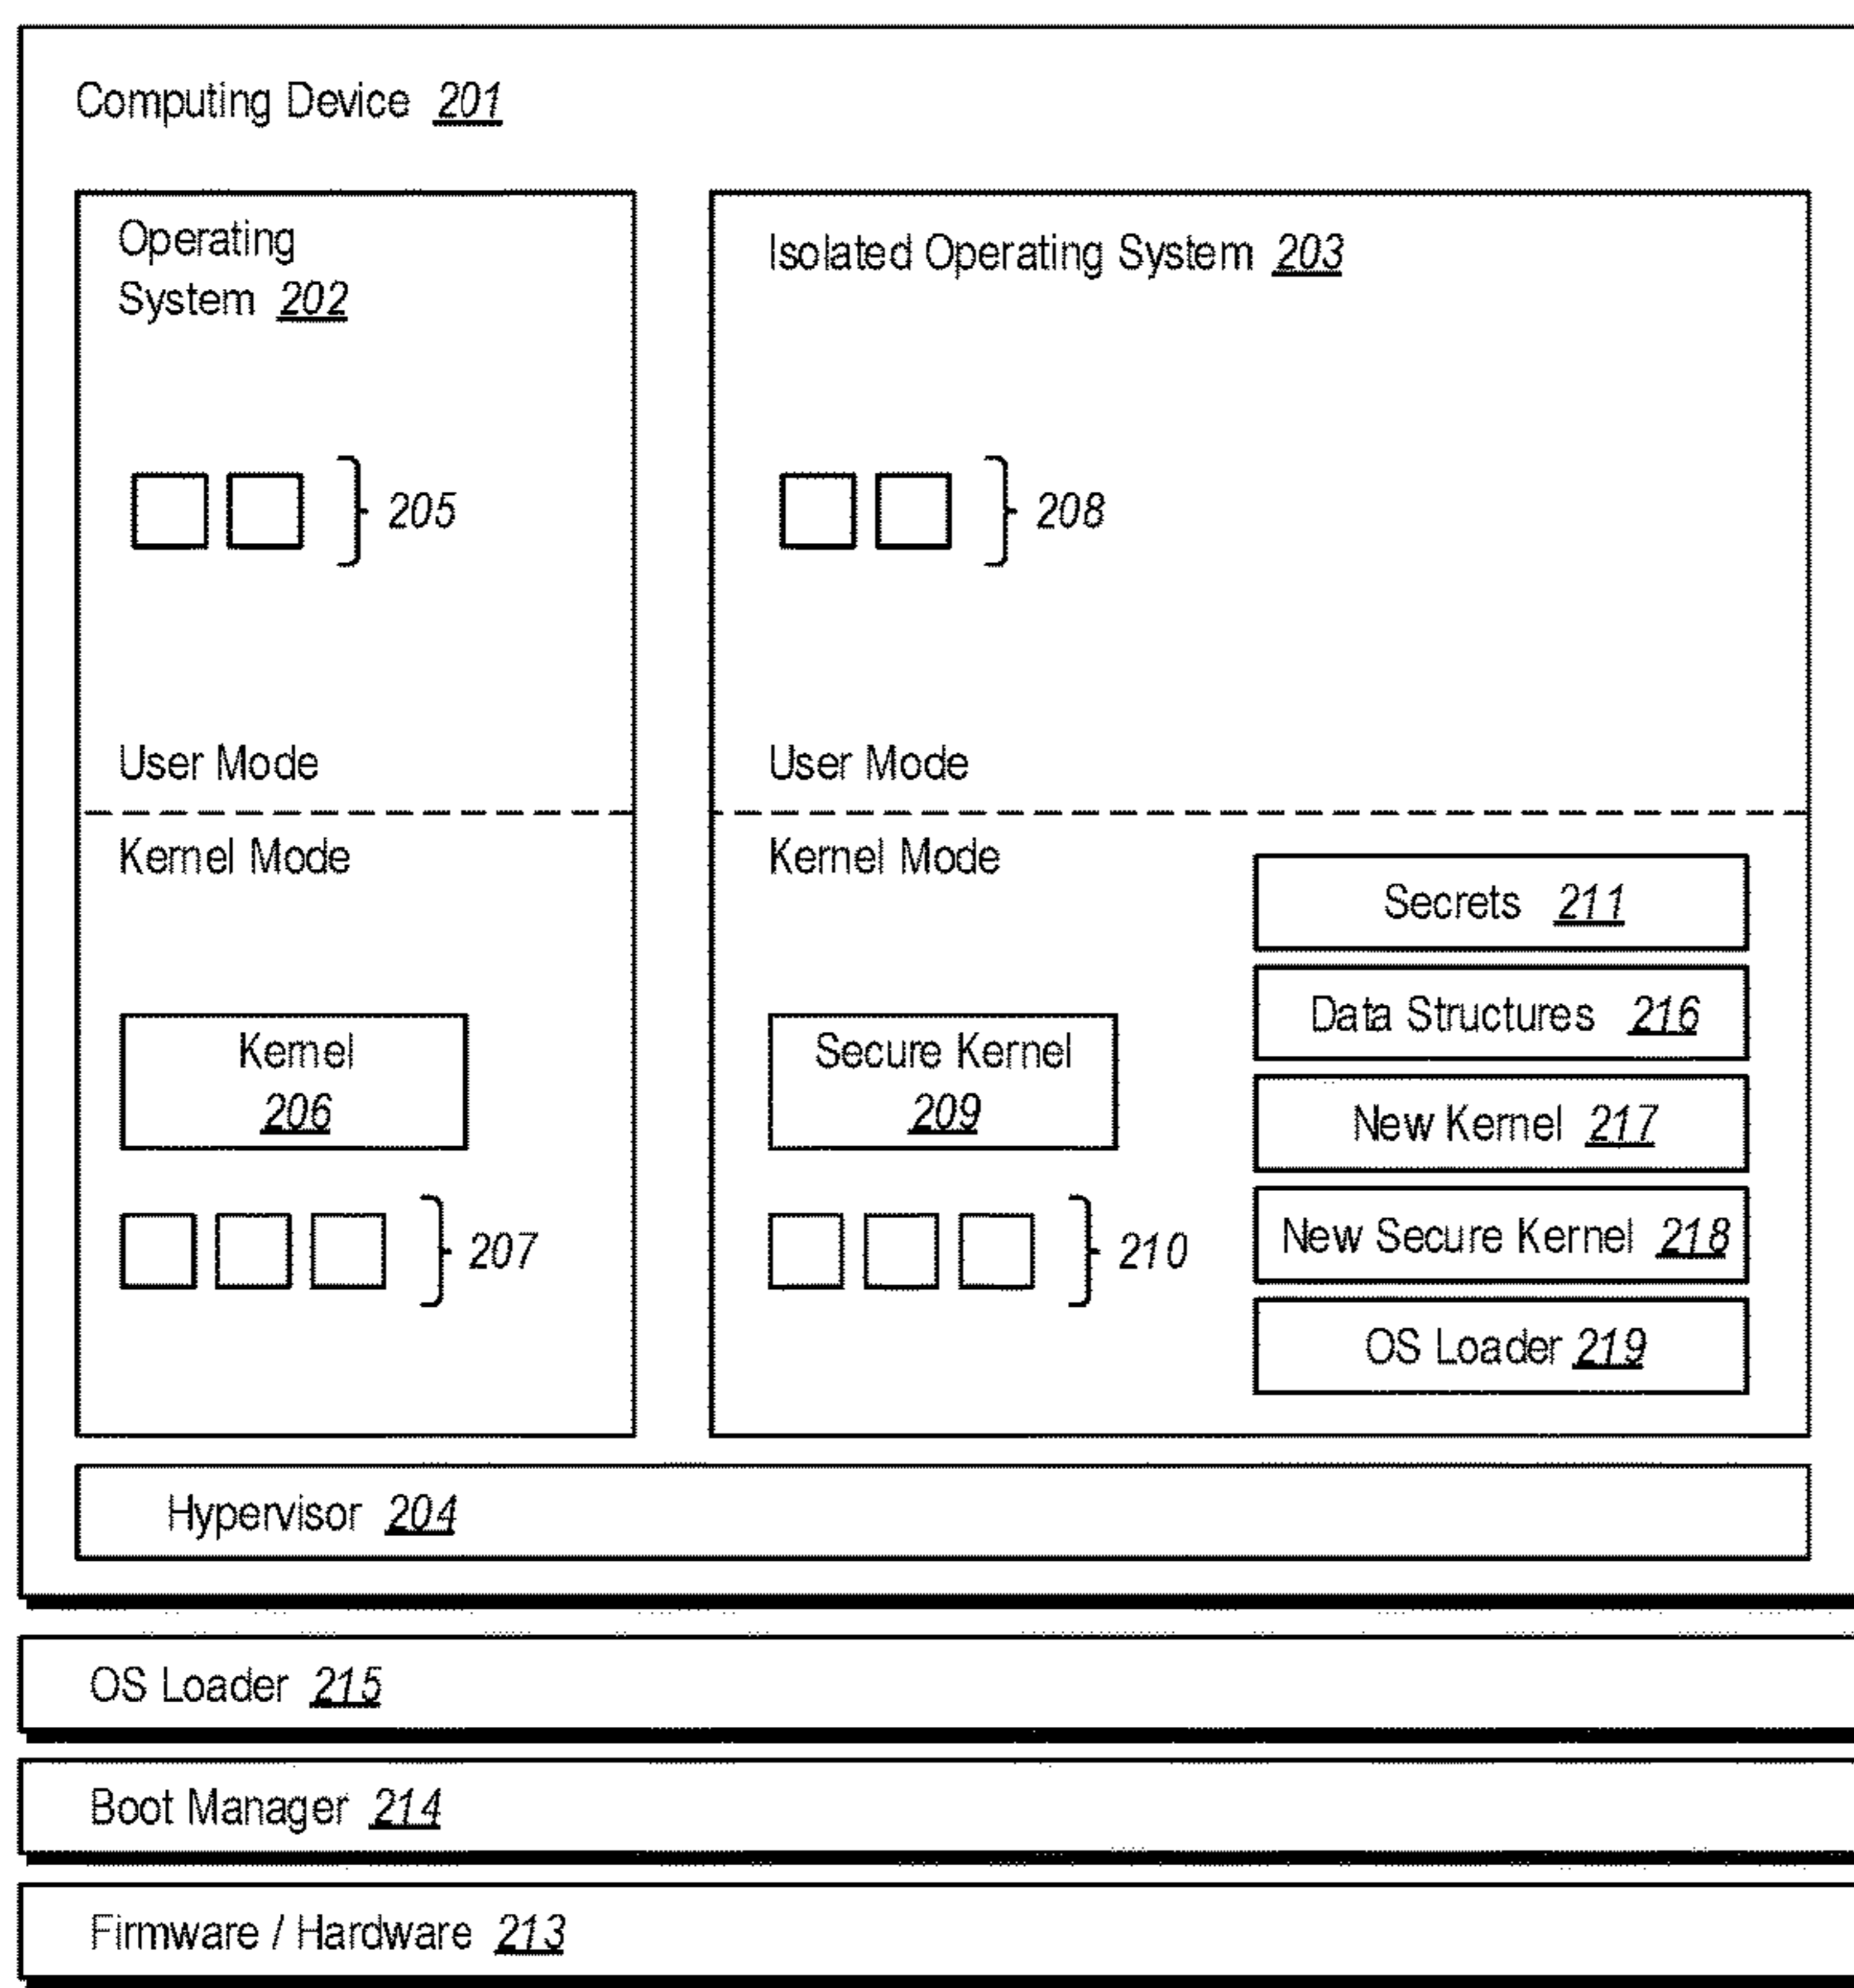 Computing Device 201
Operating
System 202
205
User Mode
Kernel Mode
Kernel
206
207
Isolated Operating System 203
208
User Mode
Kernel Mode
Secure Kernel
209
210
Secrets 211
Data Structures 216
New Kernel 217
New Secure Kernel 218
OS Loader 219
Hypervisor 204
OS Loader 215
Boot Manager 214
Firmware / Hardware 213